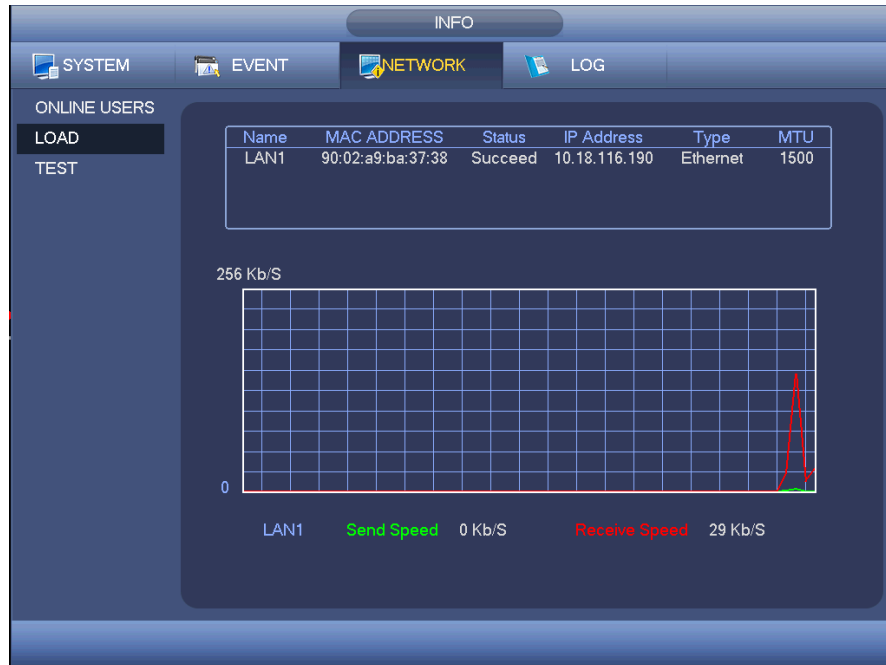 INFO
SYSTEM EVENT NETWORK LOG
ONLINE USERS
LOAD
TEST
Name MAC ADDRESS Status IP Address Type MTU
LAN1 90:02:a9:ba:37:38 Succeed 10.18.116.190 Ethernet 1500
256 Kb/S
0
LAN1 Send Speed 0 Kb/S Receive Speed 29 Kb/S